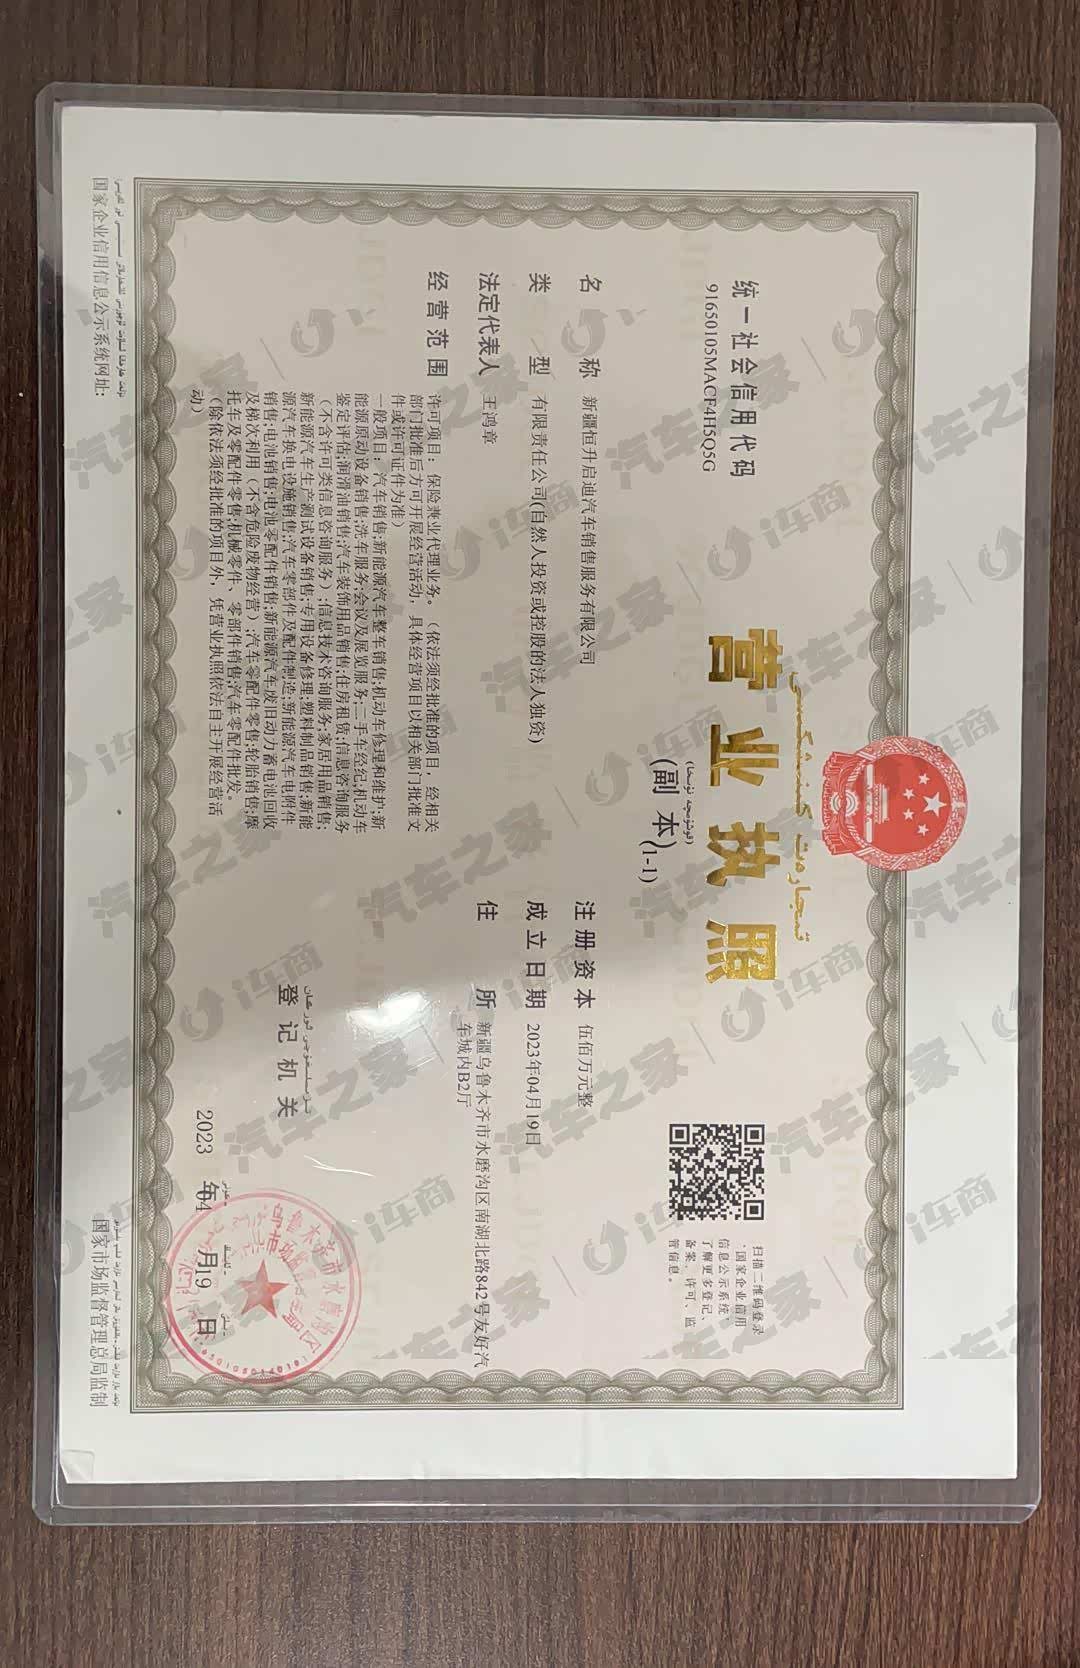 营业执照
(副 本)(1-1)
统一社会信用代码
91650105MACF4H5Q5G
扫描二维码登录
‘国家企业信用
信息公示系统’
了解更多登记、
备案、许可、监
管信息。
名 称 新疆恒升启迪汽车销售服务有限公司
类 型 有限责任公司(自然人投资或控股的法人独资)
法定代表人 王鸿章
经营范围 许可项目：保险兼业代理业务。（依法须经批准的项目，经相关
部门批准后方可开展经营活动，具体经营项目以相关部门批准文
件或许可证件为准）
一般项目：汽车销售;新能源汽车整车销售;机动车修理和维护;新
能源原动设备销售;洗车服务;会议及展览服务;二手车经纪;机动车
鉴定评估;润滑油销售;汽车装饰用品销售;住房租赁;信息咨询服务
（不含许可类信息咨询服务）;信息技术咨询服务;家居用品销售;
新能源汽车生产测试设备销售;专用设备修理;塑料制品销售;新能
源汽车换电设施销售;汽车零部件及配件制造;新能源汽车电附件
销售;电池销售;电池零配件销售;新能源汽车废旧动力蓄电池回收
及梯次利用（不含危险废物经营）;汽车零配件零售;轮胎销售;摩
托车及零配件零售;机械零件、零部件销售;汽车零配件批发。
（除依法须经批准的项目外，凭营业执照依法自主开展经营活
动）
注册资本 伍佰万元整
成立日期 2023年04月19日
住 所 新疆乌鲁木齐市水磨沟区南湖北路842号友好汽
车城内B2厅
登记机关
2023 年04 月19 日
国家企业信用信息公示系统网址:
国家市场监督管理总局监制
汽车之家
i车商